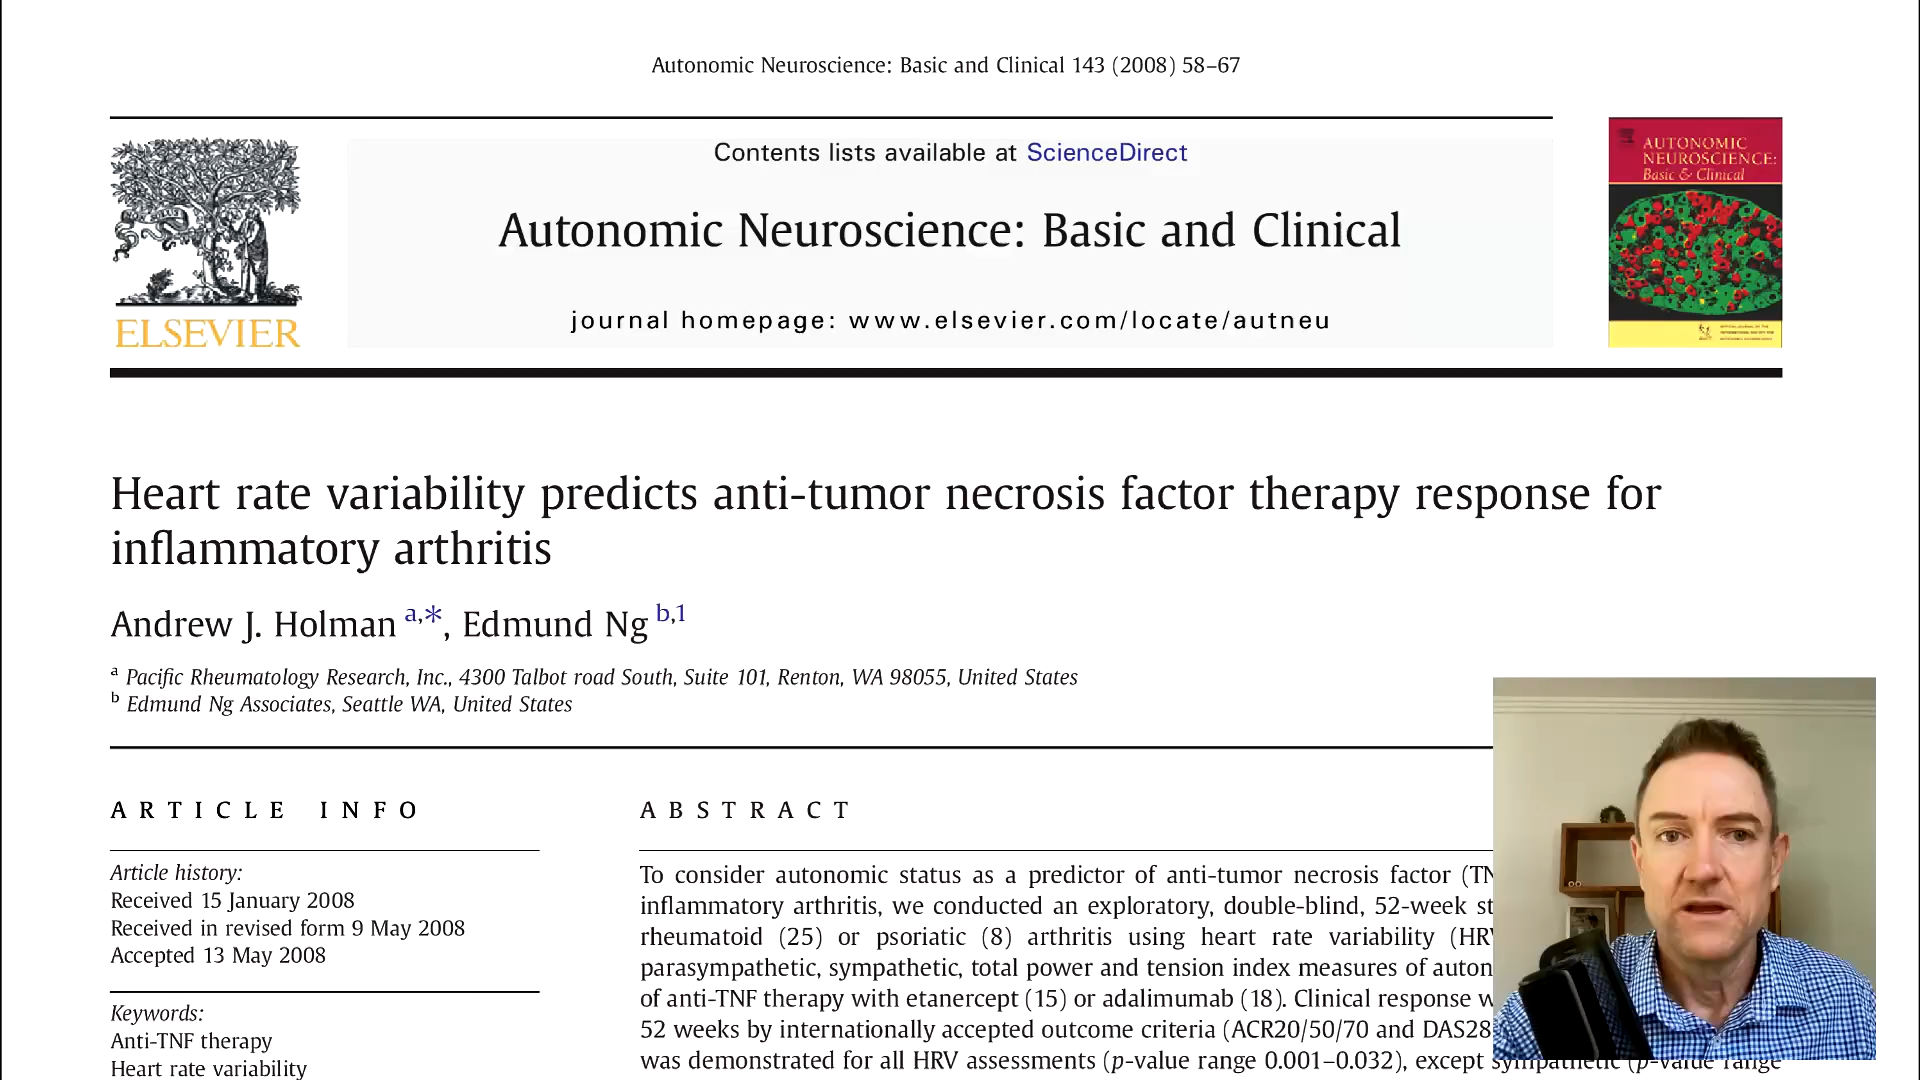 Autonomic Neuroscience: Basic and Clinical 143 (2008) 58–67
Contents lists available at ScienceDirect
Autonomic Neuroscience: Basic and Clinical
journal homepage: www.elsevier.com/locate/autneu
ELSEVIER
AUTONOMIC
NEUROSCIENCE:
Basic & Clinical
Heart rate variability predicts anti-tumor necrosis factor therapy response for
inflammatory arthritis
Andrew J. Holman a,*, Edmund Ng b,1
a Pacific Rheumatology Research, Inc., 4300 Talbot road South, Suite 101, Renton, WA 98055, United States
b Edmund Ng Associates, Seattle WA, United States
ARTICLE INFO
Article history:
Received 15 January 2008
Received in revised form 9 May 2008
Accepted 13 May 2008
Keywords:
Anti-TNF therapy
Heart rate variability
ABSTRACT
To consider autonomic status as a predictor of anti-tumor necrosis factor (TN
inflammatory arthritis, we conducted an exploratory, double-blind, 52-week st
rheumatoid (25) or psoriatic (8) arthritis using heart rate variability (HRV
parasympathetic, sympathetic, total power and tension index measures of auton
of anti-TNF therapy with etanercept (15) or adalimumab (18). Clinical response w
52 weeks by internationally accepted outcome criteria (ACR20/50/70 and DAS28
was demonstrated for all HRV assessments (p-value range 0.001–0.032), except sympathetic (p-value range